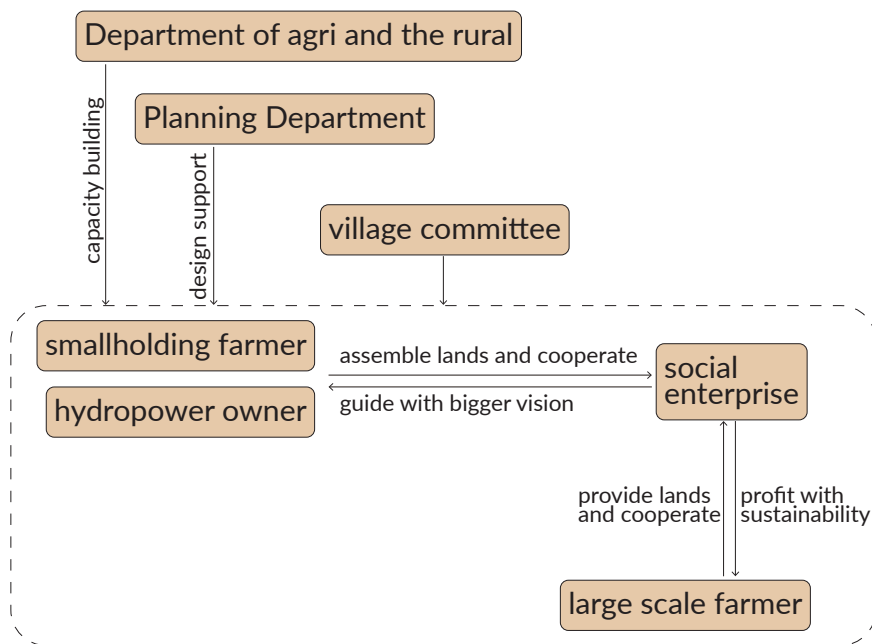 Department of agri and the rural
Planning Department
capacity building
design support
village committee
smallholding farmer
hydropower owner
assemble lands and cooperate
guide with bigger vision
social
enterprise
provide lands
and cooperate
profit with
sustainability
large scale farmer